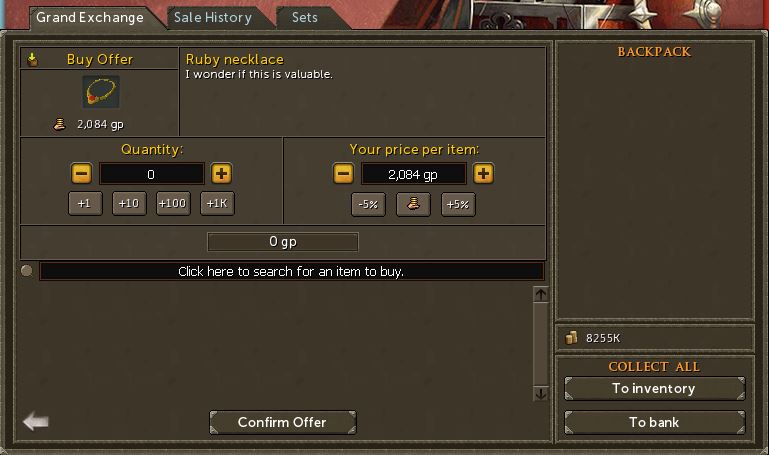 Grand Exchange
Sale History
Sets
Buy Offer
2,084 gp
Ruby necklace
I wonder if this is valuable.
Quantity:
0
+1
+10
+100
+1K
Your price per item:
2,084 gp
-5%
+5%
0 gp
Click here to search for an item to buy.
Confirm Offer
BACKPACK
8255K
COLLECT ALL
To inventory
To bank